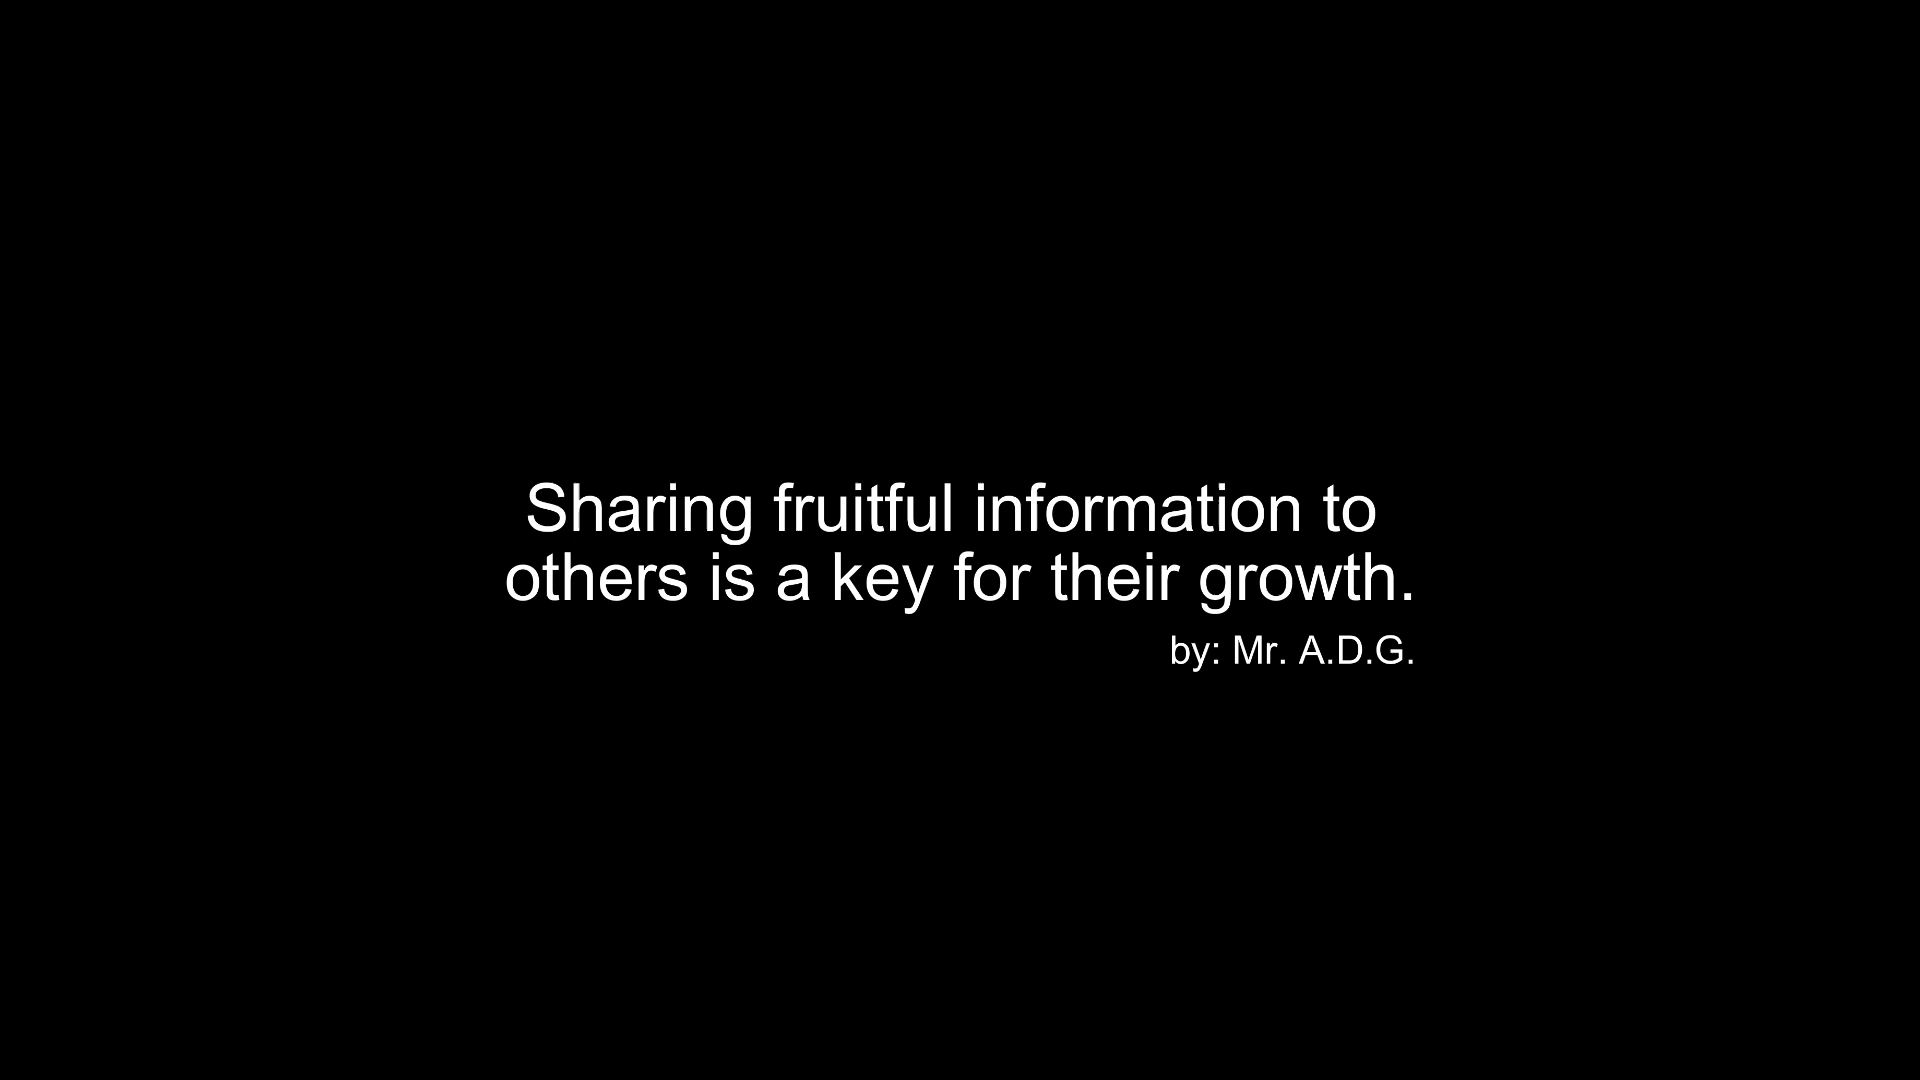 Sharing fruitful information to
others is a key for their growth.
by: Mr. A.D.G.